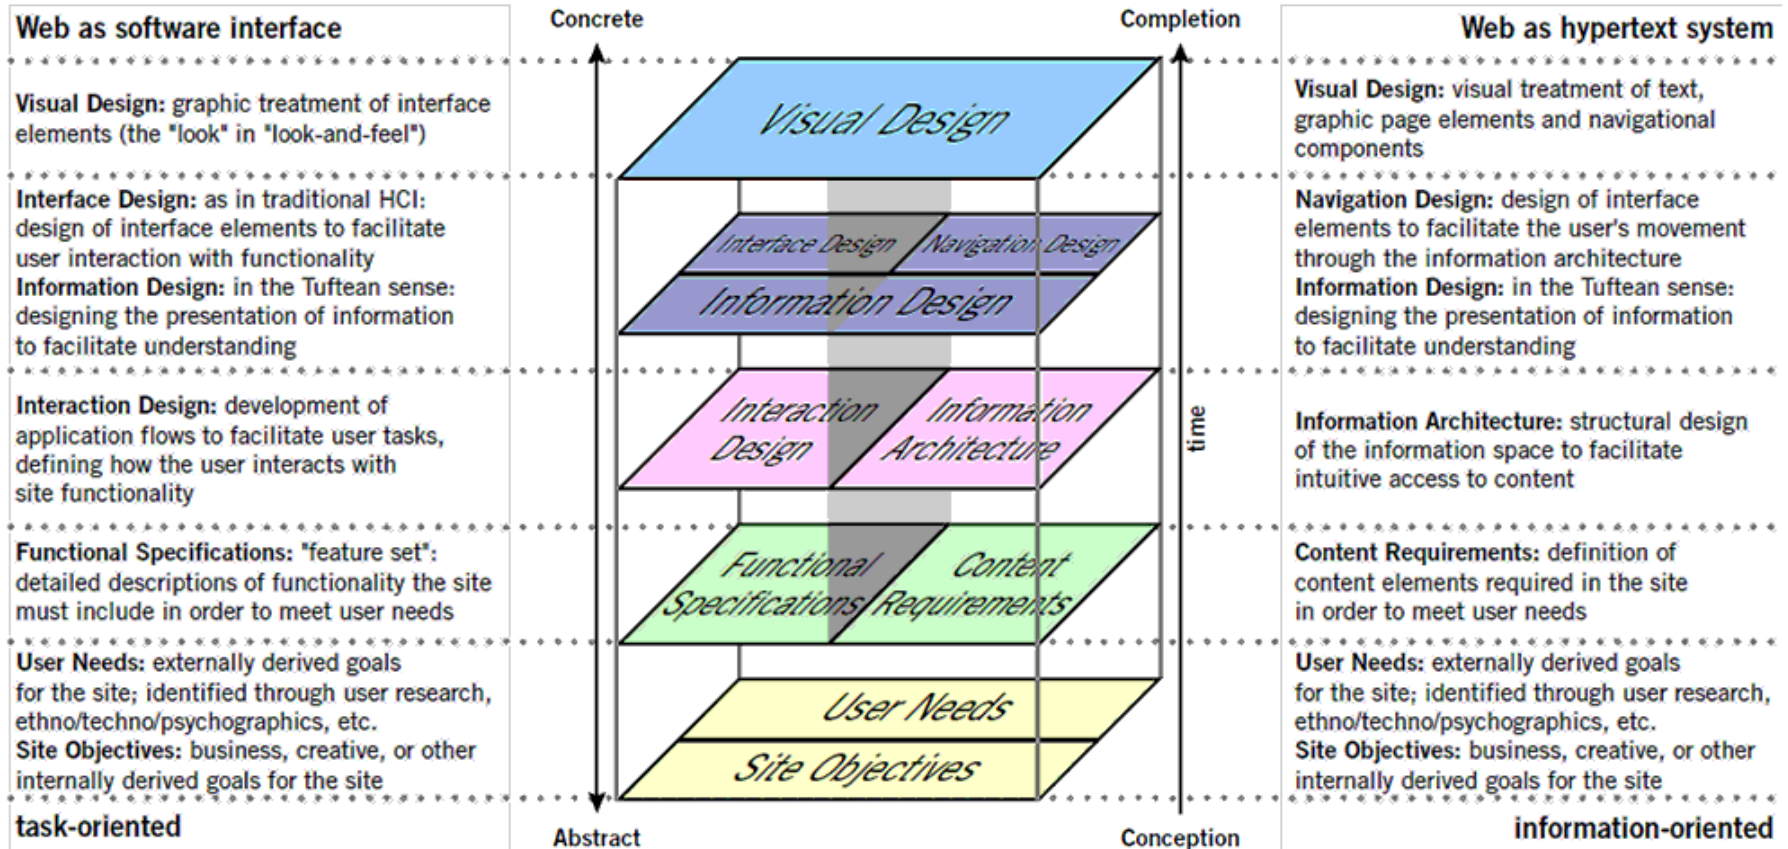 Web as software interface
Visual Design: graphic treatment of interface
elements (the "look" in "look-and-feel")
Interface Design: as in traditional HCI:
design of interface elements to facilitate
user interaction with functionality
Information Design: in the Tuftean sense:
designing the presentation of information
to facilitate understanding
Interaction Design: development of
application flows to facilitate user tasks,
defining how the user interacts with
site functionality
Functional Specifications: "feature set":
detailed descriptions of functionality the site
must include in order to meet user needs
User Needs: externally derived goals
for the site; identified through user research,
ethno/techno/psychographics, etc.
Site Objectives: business, creative, or other
internally derived goals for the site
task-oriented
Concrete
Completion
Visual Design
Interface Design
Navigation Design
Information Design
Interaction
Design
Information
Architecture
Functional
Specifications
Content
Requirements
User Needs
Site Objectives
time
Abstract
Conception
Web as hypertext system
Visual Design: visual treatment of text,
graphic page elements and navigational
components
Navigation Design: design of interface
elements to facilitate the user's movement
through the information architecture
Information Design: in the Tuftean sense:
designing the presentation of information
to facilitate understanding
Information Architecture: structural design
of the information space to facilitate
intuitive access to content
Content Requirements: definition of
content elements required in the site
in order to meet user needs
User Needs: externally derived goals
for the site; identified through user research,
ethno/techno/psychographics, etc.
Site Objectives: business, creative, or other
internally derived goals for the site
information-oriented